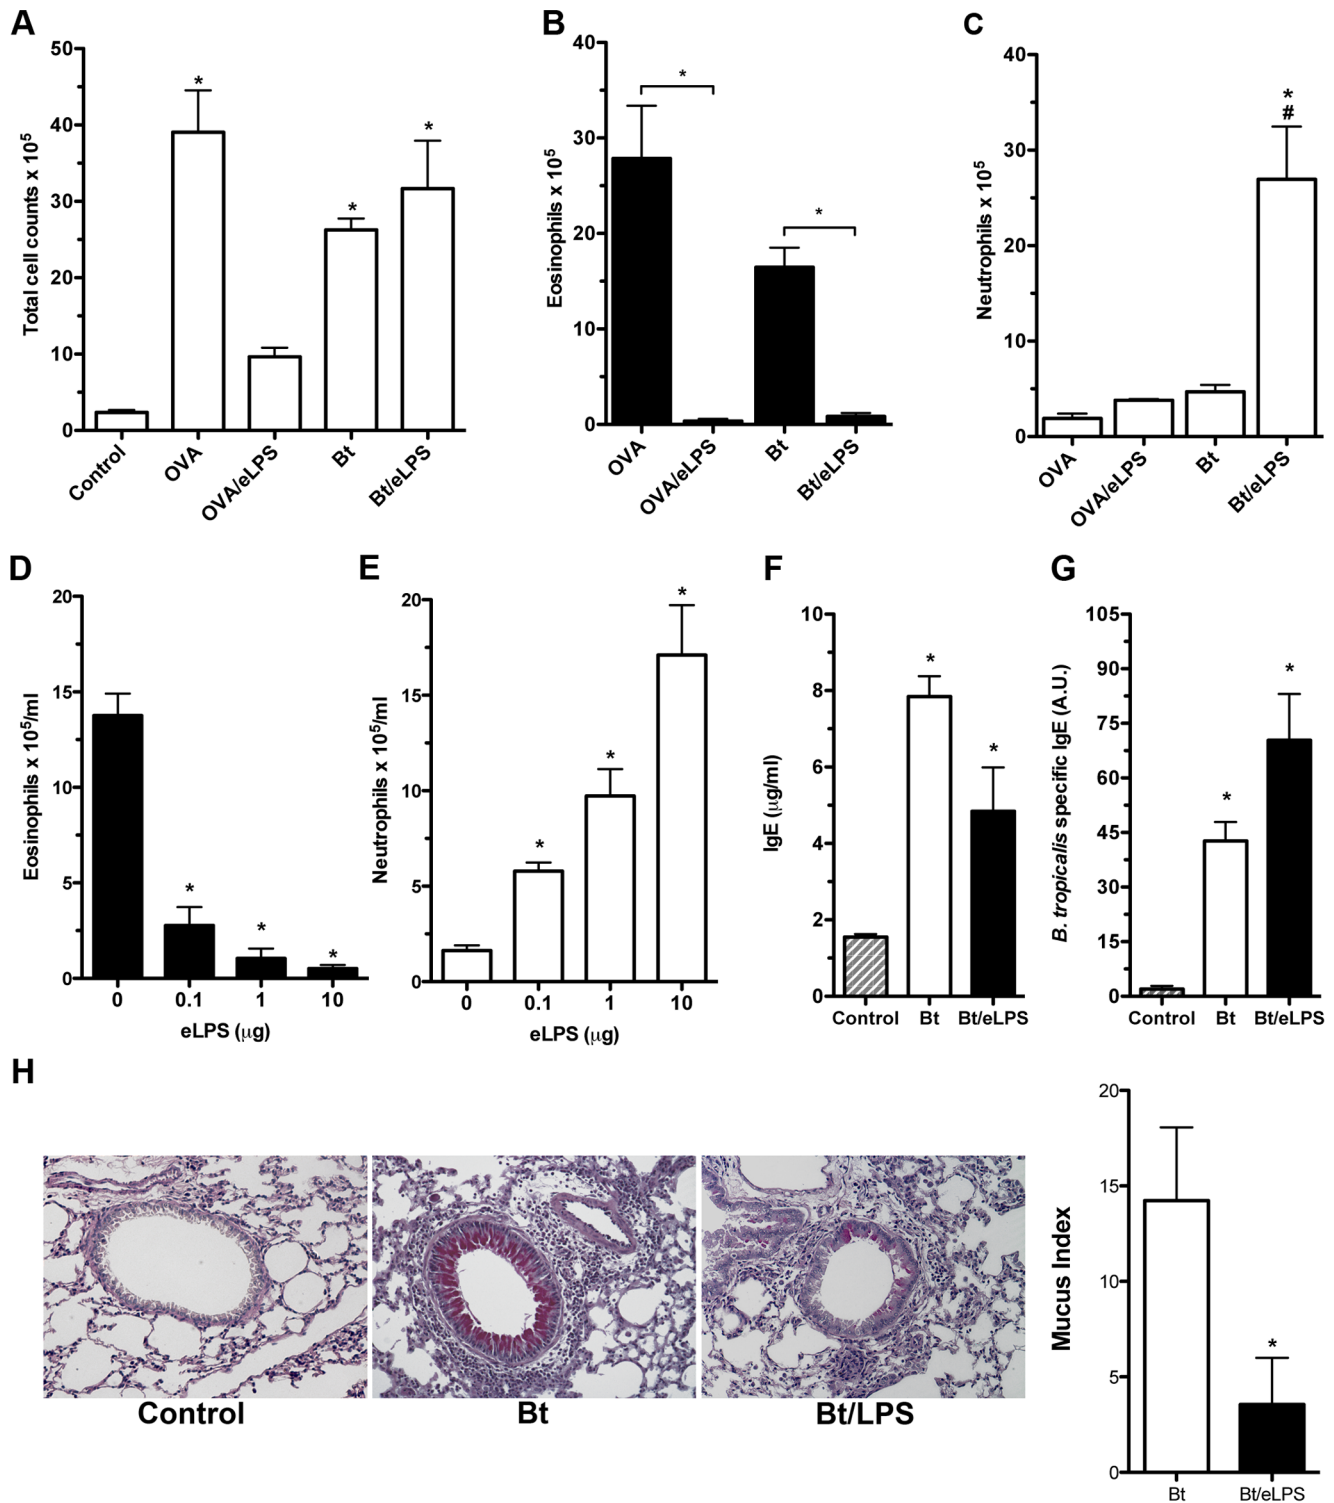 A
Total cell counts x 10⁵
50
40
30
20
10
0
*
*
*
Control
OVA
OVA/eLPS
Bt
Bt/eLPS
B
Eosinophils x 10⁵
40
30
20
10
0
*
*
OVA
OVA/eLPS
Bt
Bt/eLPS
C
Neutrophils x 10⁵
40
30
20
10
0
*
#
OVA
OVA/eLPS
Bt
Bt/eLPS
D
Eosinophils x 10⁵/ml
20
15
10
5
0
*
*
*
0 0.1 1 10
eLPS (µg)
E
Neutrophils x 10⁵/ml
20
15
10
5
0
*
*
*
0 0.1 1 10
eLPS (µg)
F
IgE (µg/ml)
10
8
6
4
2
0
*
*
Control Bt Bt/eLPS
G
B. tropicalis specific IgE (A.U.)
105
90
75
60
45
30
15
0
*
*
Control Bt Bt/eLPS
H
Control
Bt
Bt/LPS
Mucus Index
20
15
10
5
0
*
Bt Bt/eLPS